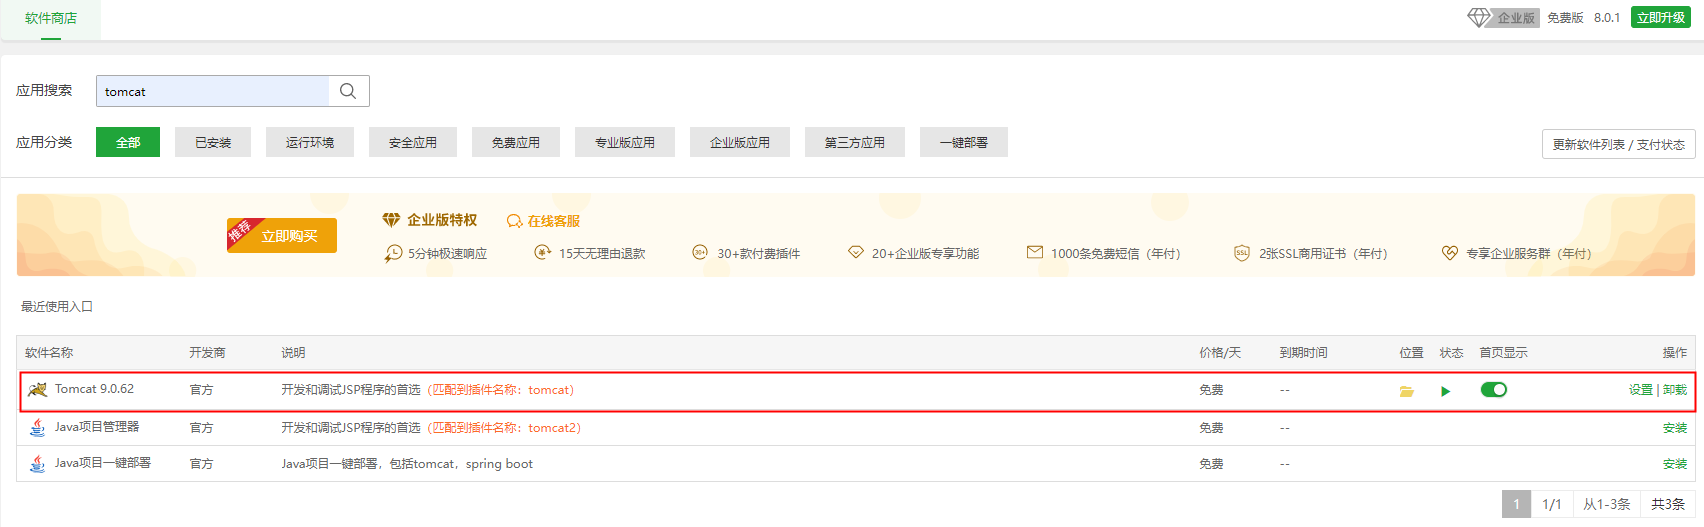 软件商店
企业版 免费版 8.0.1 立即升级
应用搜索 tomcat
应用分类 全部 已安装 运行环境 安全应用 免费应用 专业版应用 企业版应用 第三方应用 一键部署
更新软件列表 / 支付状态
推荐 立即购买
企业版特权 在线客服
5分钟极速响应 15天无理由退款 30+ 30+款付费插件 20+企业版专享功能 1000条免费短信（年付） SSL 2张SSL商用证书（年付） 专享企业服务群（年付）
最近使用入口
软件名称 开发商 说明 价格/天 到期时间 位置 状态 首页显示 操作
Tomcat 9.0.62 官方 开发和调试JSP程序的首选（匹配到插件名称：tomcat） 免费 -- 设置 | 卸载
Java项目管理器 官方 开发和调试JSP程序的首选（匹配到插件名称：tomcat2） 免费 -- 安装
Java项目一键部署 官方 Java项目一键部署，包括tomcat，spring boot 免费 -- 安装
1 1/1 从1-3条 共3条